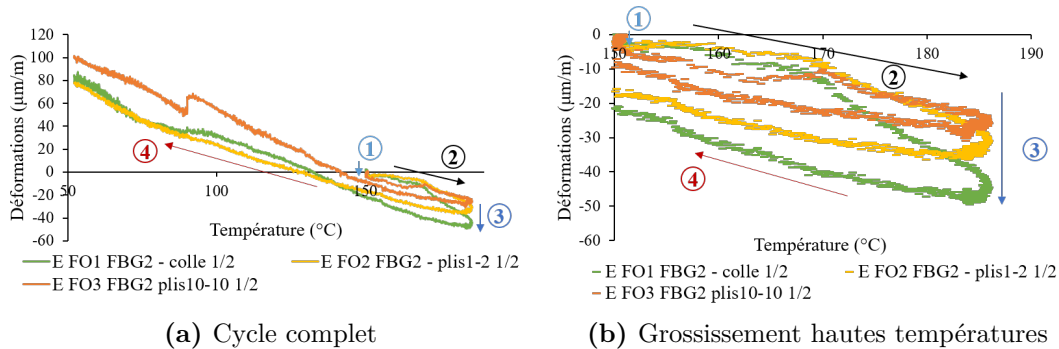 120
100
80
60
40
20
0
-20
-40
-60
50
100
150
Déformations (µm/m)
Température (°C)
1
2
3
4
E FO1 FBG2 - colle 1/2
E FO2 FBG2 - plis1-2 1/2
E FO3 FBG2 plis10-10 1/2
(a) Cycle complet
0
-10
-20
-30
-40
-50
-60
150
160
170
180
190
Déformations (µm/m)
Température (°C)
1
2
3
4
E FO1 FBG2 - colle 1/2
E FO2 FBG2 - plis1-2 1/2
E FO3 FBG2 plis10-10 1/2
(b) Grossissement hautes températures